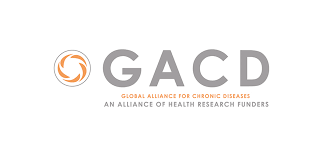 GACD
GLOBAL ALLIANCE FOR CHRONIC DISEASES
AN ALLIANCE OF HEALTH RESEARCH FUNDERS